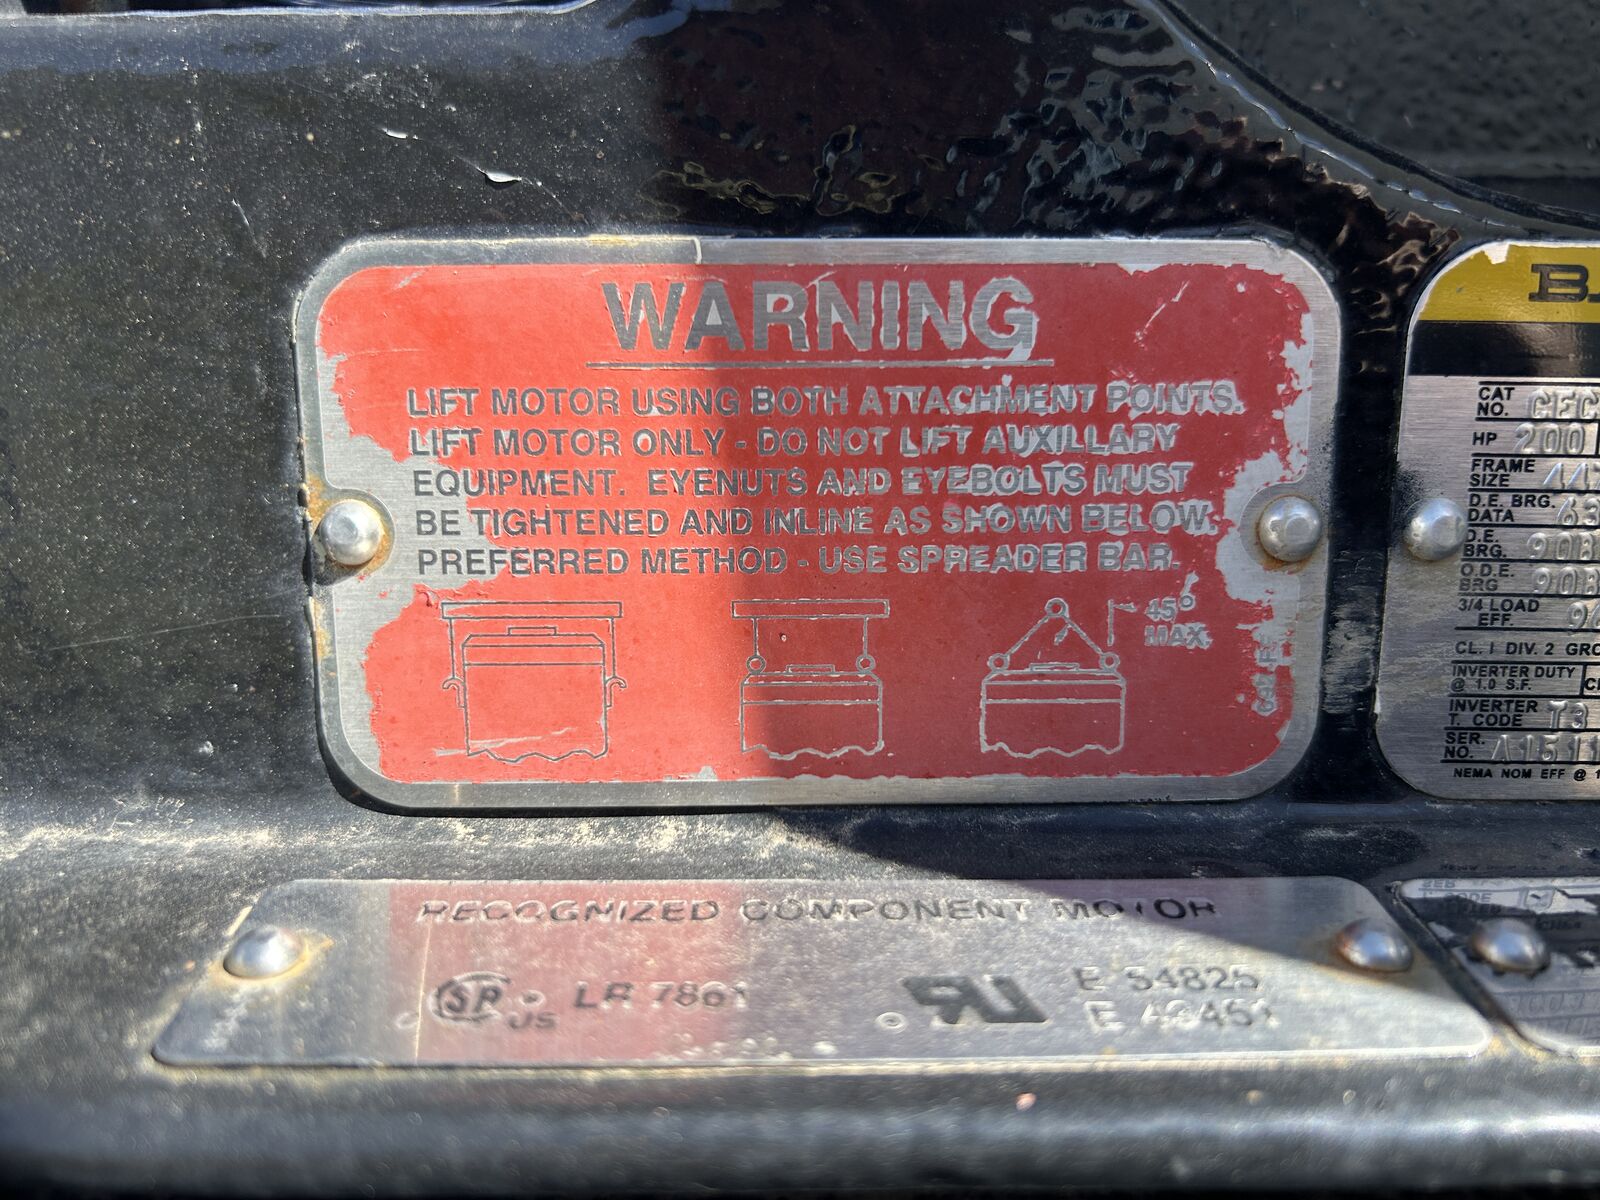 WARNING
LIFT MOTOR USING BOTH ATTACHMENT POINTS.
LIFT MOTOR ONLY - DO NOT LIFT AUXILLARY
EQUIPMENT. EYENUTS AND EYEBOLTS MUST
BE TIGHTENED AND INLINE AS SHOWN BELOW.
PREFERRED METHOD - USE SPREADER BAR.
45°
MAX.
CAT
NO.
HP 200
FRAME
SIZE
D.E. BRG.
DATA
D.E.
BRG.
O.D.E.
BRG
3/4 LOAD
EFF.
CL. I DIV. 2
INVERTER DUTY
@ 1.0 S.F.
INVERTER
T. CODE T3
SER.
NO.
NEMA NOM EFF @
RECOGNIZED COMPONENT MOTOR
LR 7861
US
E 54825